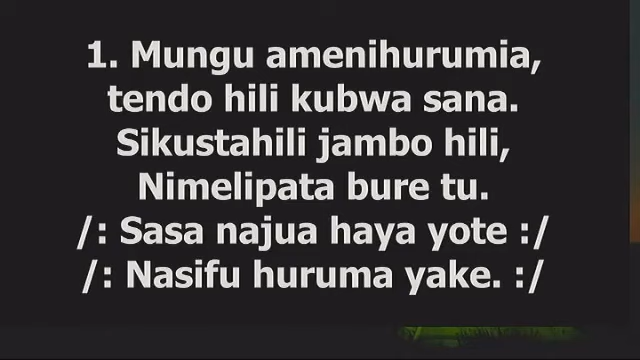 1. Mungu amenihurumia,
tendo hili kubwa sana.
Sikustahili jambo hili,
Nimelipata bure tu.
/: Sasa najua haya yote :/
/: Nasifu huruma yake. :/